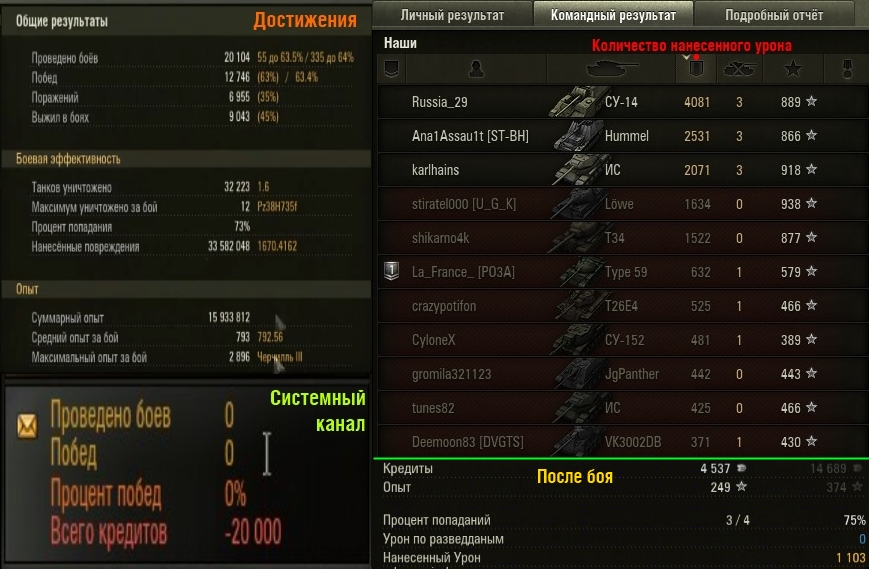 Общие результаты Достижения
Проведено боёв 20 104 55 до 63.5% / 335 до 64%
Побед 12 746 (63%) / 63.4%
Поражений 6 955 (35%)
Выжил в боях 9 043 (45%)
Боевая эффективность
Танков уничтожено 32 223 1.6
Максимум уничтожено за бой 12 Pz38H735f
Процент попадания 73%
Нанесённые повреждения 33 582 048 1670.4162
Опыт
Суммарный опыт 15 933 812
Средний опыт за бой 793 792.56
Максимальный опыт за бой 2 896 Черчилль III
Системный
канал
Проведено боев 0
Побед 0
Процент побед 0%
Всего кредитов -20 000
Личный результат Командный результат Подробный отчёт
Наши Количество нанесенного урона
Russia_29 СУ-14 4081 3 889
Ana1Assau1t [ST-BH] Hummel 2531 3 866
karlhains ИС 2071 3 918
stiratel000 [U_G_K] Löwe 1634 0 938
shikarno4k T34 1522 0 877
1 La_France_ [PO3A] Type 59 632 1 579
crazypotifon T26E4 525 1 466
CyloneX СУ-152 481 1 389
gromila321123 JgPanther 442 0 443
tunes82 ИС 425 0 466
Deemoon83 [DVGTS] VK3002DB 371 1 430
Кредиты 4 537 14 689
Опыт После боя 249 374
Процент попаданий 3 / 4 75%
Урон по разведданым 0
Нанесенный Урон 1 103